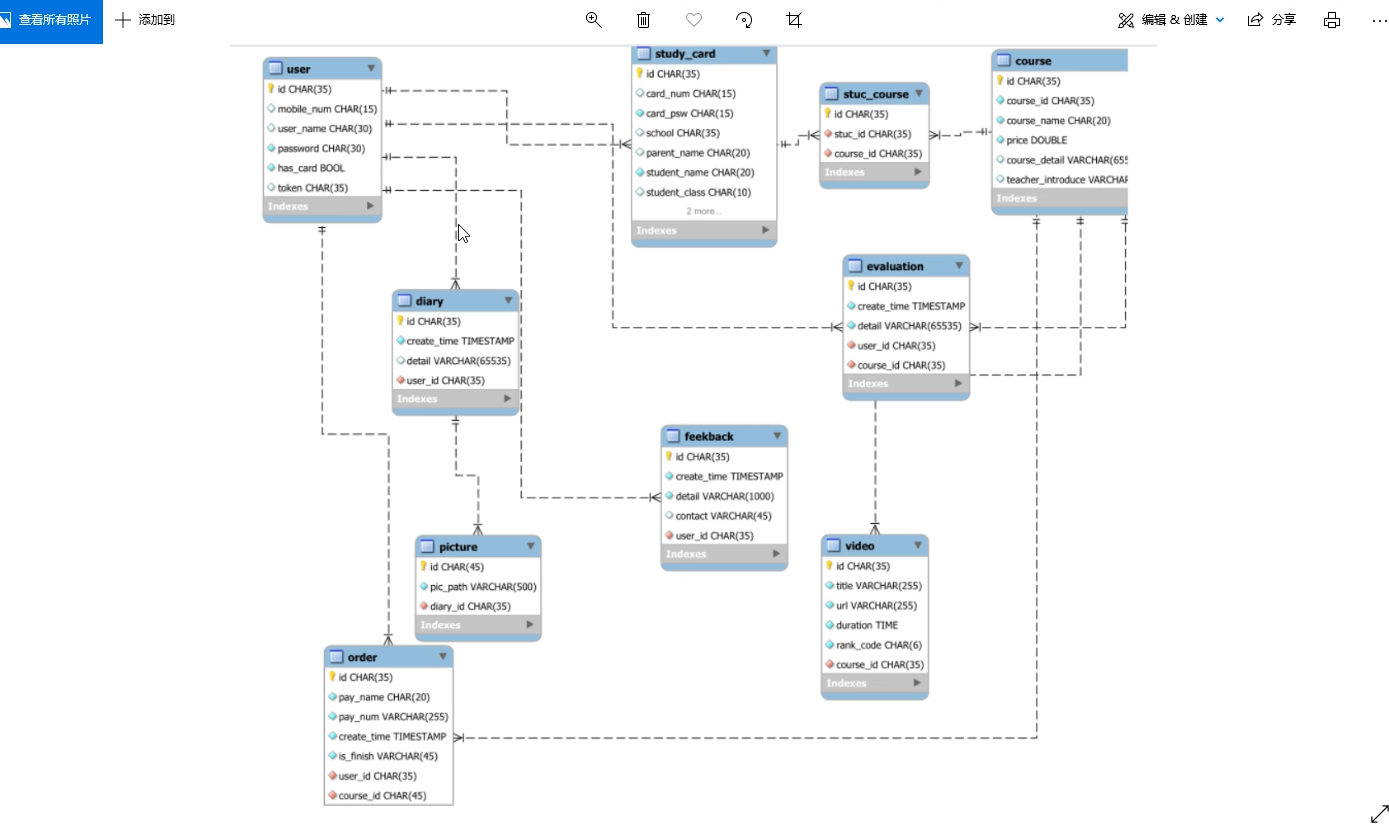 查看所有照片
添加到
编辑 & 创建
分享
user
id CHAR(35)
mobile_num CHAR(15)
user_name CHAR(30)
password CHAR(30)
has_card BOOL
token CHAR(35)
Indexes
study_card
id CHAR(35)
card_num CHAR(15)
card_psw CHAR(15)
school CHAR(35)
parent_name CHAR(20)
student_name CHAR(20)
student_class CHAR(10)
2 more...
Indexes
stuc_course
id CHAR(35)
stuc_id CHAR(35)
course_id CHAR(35)
Indexes
course
id CHAR(35)
course_id CHAR(35)
course_name CHAR(20)
price DOUBLE
course_detail VARCHAR(655
teacher_introduce VARCHAR
Indexes
evaluation
id CHAR(35)
create_time TIMESTAMP
detail VARCHAR(65535)
user_id CHAR(35)
course_id CHAR(35)
Indexes
diary
id CHAR(35)
create_time TIMESTAMP
detail VARCHAR(65535)
user_id CHAR(35)
Indexes
feekback
id CHAR(35)
create_time TIMESTAMP
detail VARCHAR(1000)
contact VARCHAR(45)
user_id CHAR(35)
Indexes
picture
id CHAR(45)
pic_path VARCHAR(500)
diary_id CHAR(35)
Indexes
video
id CHAR(35)
title VARCHAR(255)
url VARCHAR(255)
duration TIME
rank_code CHAR(6)
course_id CHAR(35)
Indexes
order
id CHAR(35)
pay_name CHAR(20)
pay_num VARCHAR(255)
create_time TIMESTAMP
is_finish VARCHAR(45)
user_id CHAR(35)
course_id CHAR(45)